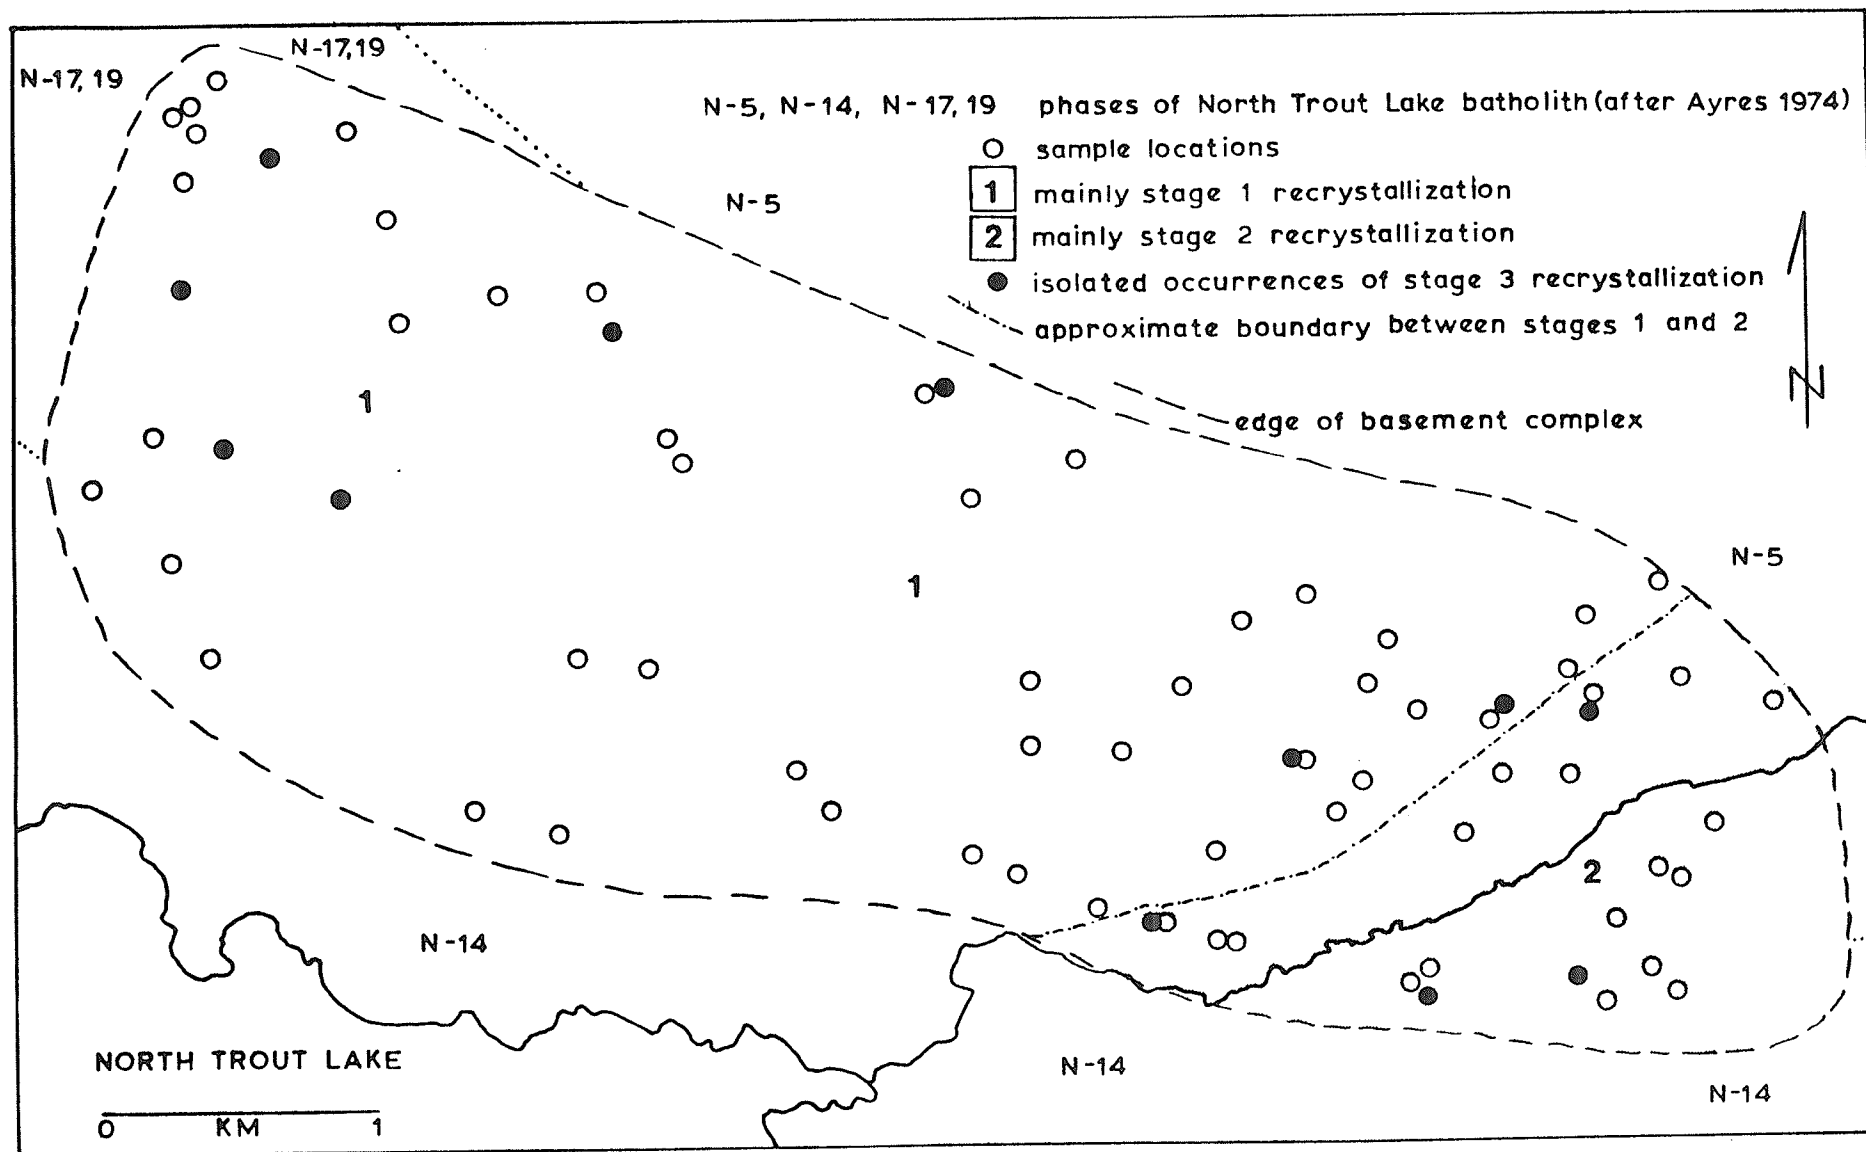 N-17,19
N-17,19
N-5, N-14, N-17,19 phases of North Trout Lake batholith (after Ayres 1974)
sample locations
1 mainly stage 1 recrystallization
2 mainly stage 2 recrystallization
isolated occurrences of stage 3 recrystallization
approximate boundary between stages 1 and 2
edge of basement complex
N
N-5
1
1
N-5
2
N-14
N-14
N-14
NORTH TROUT LAKE
0 KM 1